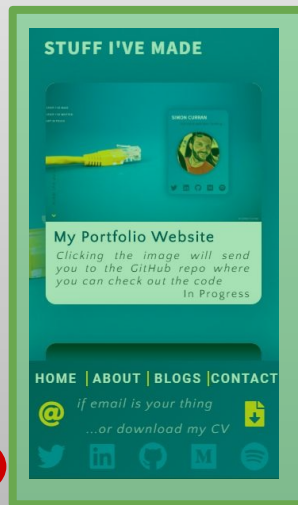 STUFF I'VE MADE
SIMON CURRAN
My Portfolio Website
Clicking the image will send
you to the GitHub repo where
you can check out the code
In Progress
HOME | ABOUT | BLOGS | CONTACT
@ if email is your thing
...or download my CV
in M